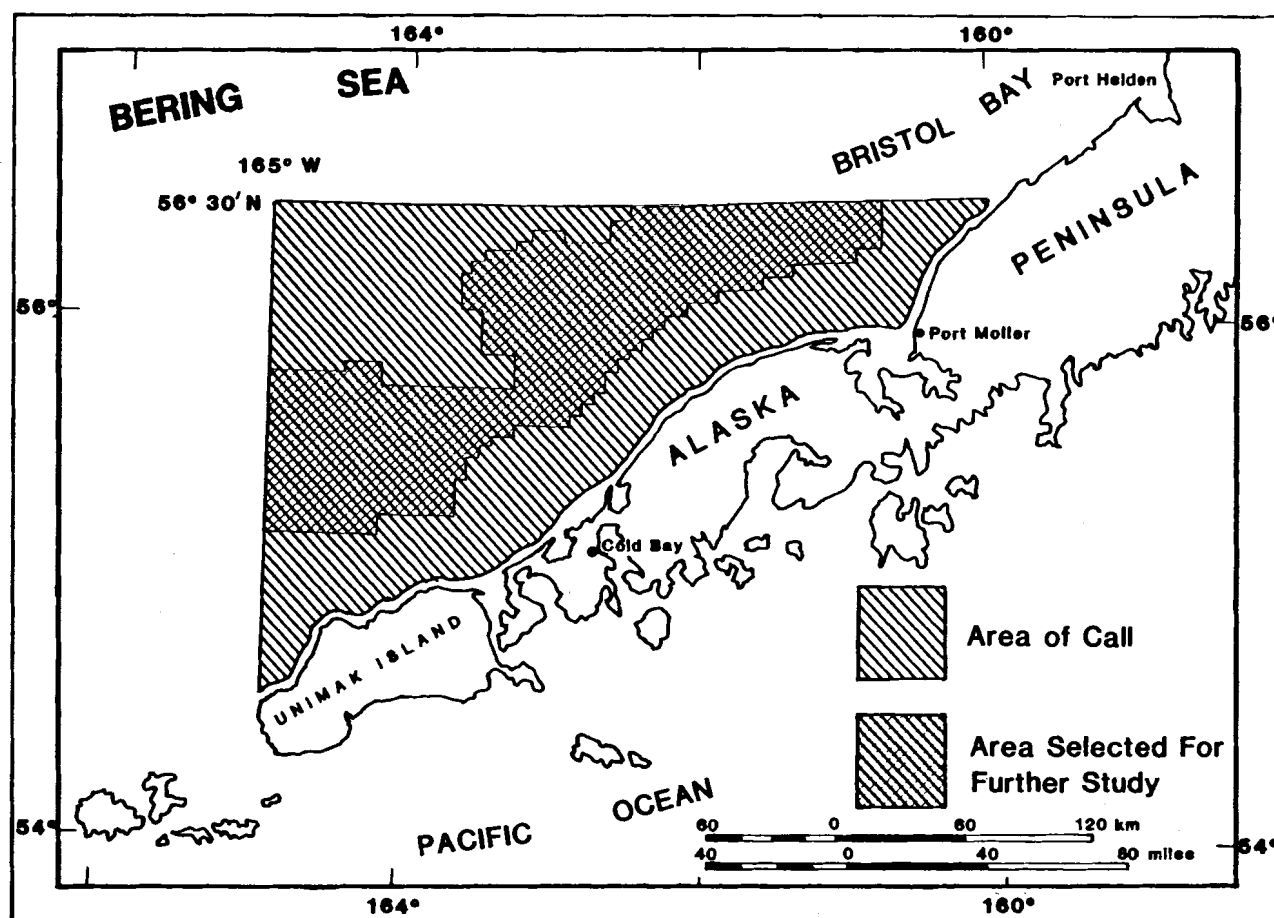 164°
160°
BERING SEA
BRISTOL BAY
Port Heiden
165° W
56° 30' N
PENINSULA
56°
56°
Port Moller
ALASKA
Cold Bay
Area of Call
UNIMAK ISLAND
Area Selected For
Further Study
PACIFIC OCEAN
60 0 60 120 km
40 0 40 80 miles
54°
54°
164°
160°